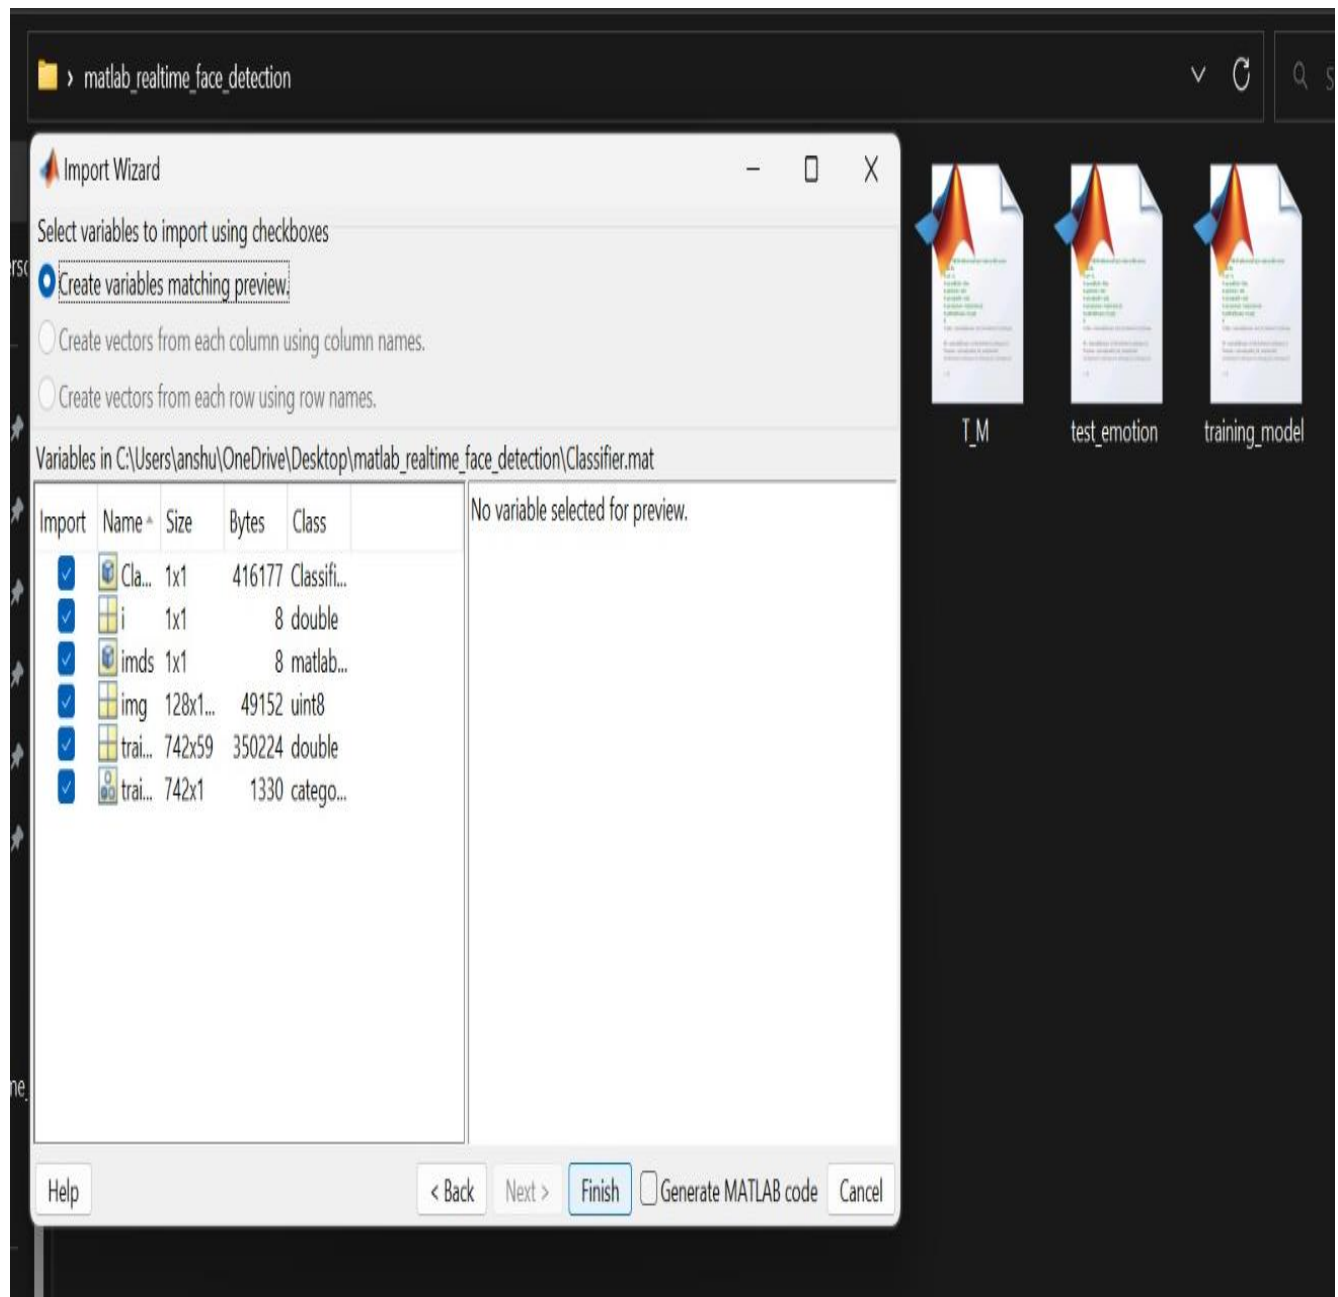 › matlab_realtime_face_detection
Import Wizard
Select variables to import using checkboxes
Create variables matching preview.
Create vectors from each column using column names.
Create vectors from each row using row names.
Variables in C:\Users\anshu\OneDrive\Desktop\matlab_realtime_face_detection\Classifier.mat
Import Name Size Bytes Class
Cla... 1x1 416177 Classifi...
i 1x1 8 double
imds 1x1 8 matlab...
img 128x1... 49152 uint8
trai... 742x59 350224 double
trai... 742x1 1330 catego...
No variable selected for preview.
Help < Back Next > Finish Generate MATLAB code Cancel
T_M test_emotion training_model